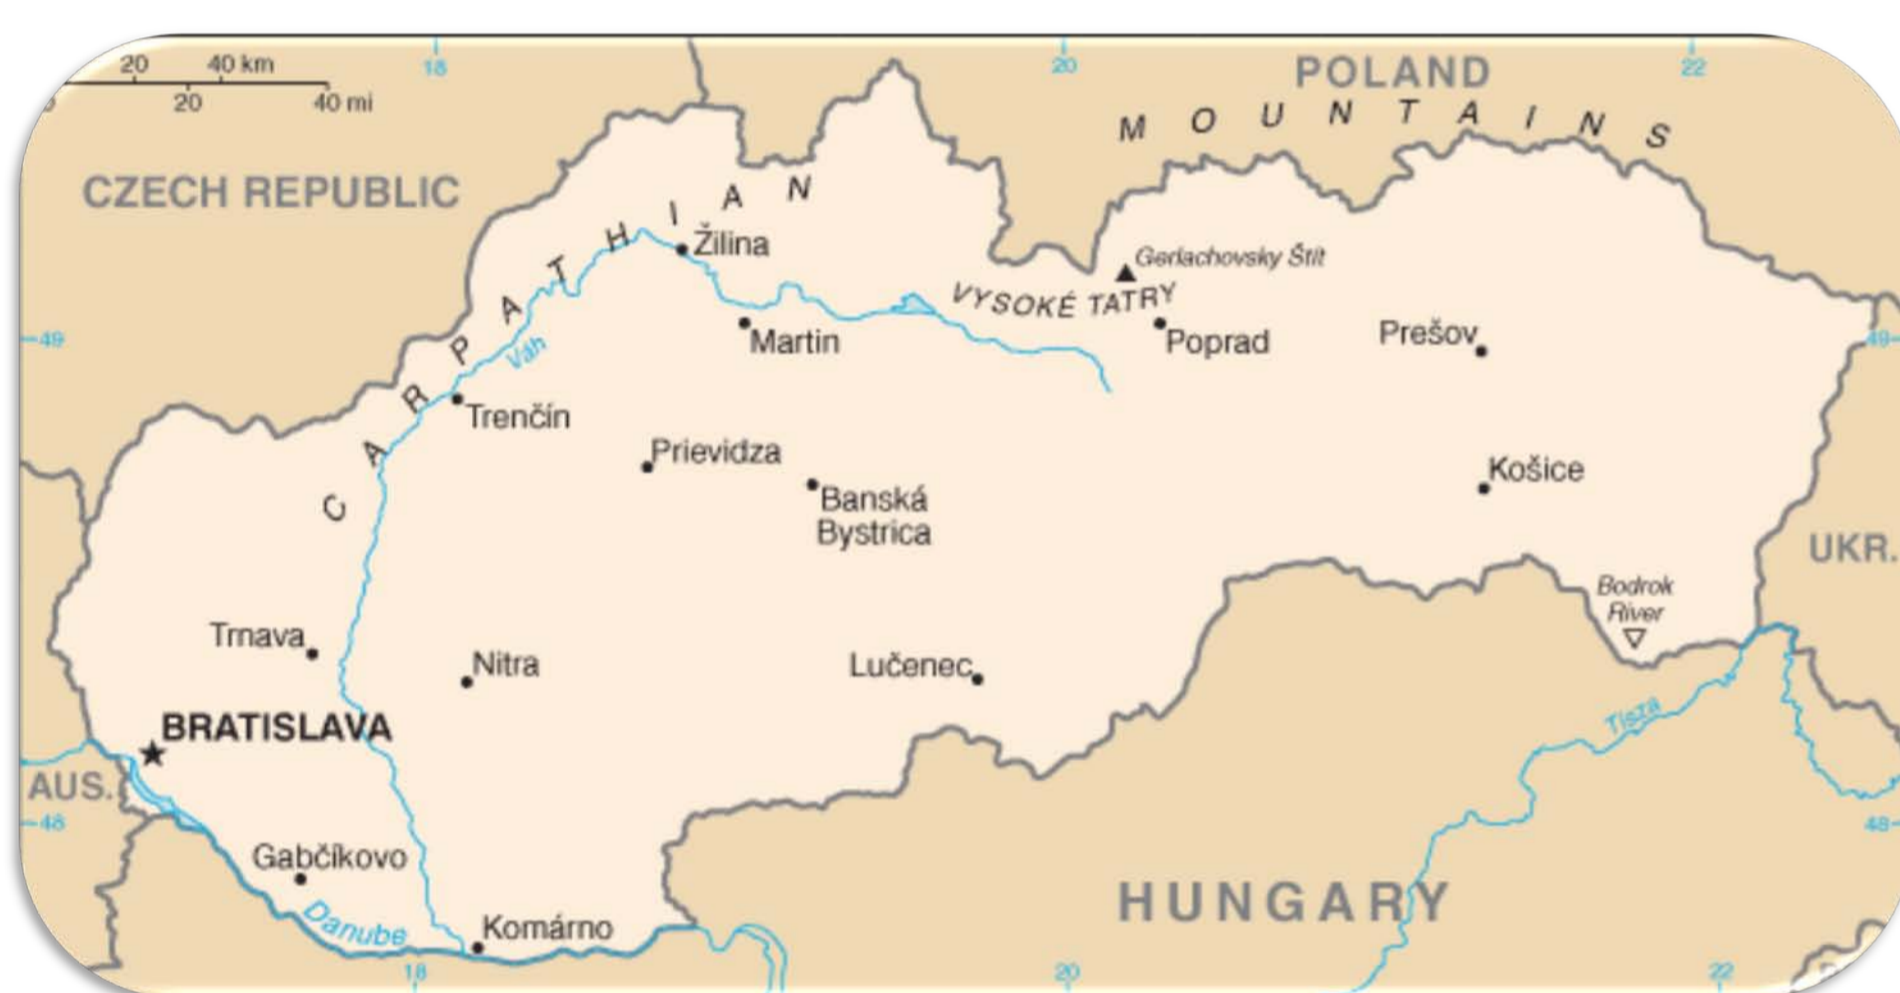 20 40 km
20 40 mi
18
20
22
POLAND
MOUNTAINS
CZECH REPUBLIC
CARPATHIAN
Žilina
Gerlachovsky Štít
VYSOKÉ TATRY
49
Váh
Martin
Poprad
Prešov
49
Trenčín
Prievidza
Banská
Bystrica
Košice
UKR.
Bodrok
River
Trnava
Nitra
Lučenec
BRATISLAVA
Tisza
AUS.
48
48
Gabčíkovo
HUNGARY
Danube
Komárno
18
20
22